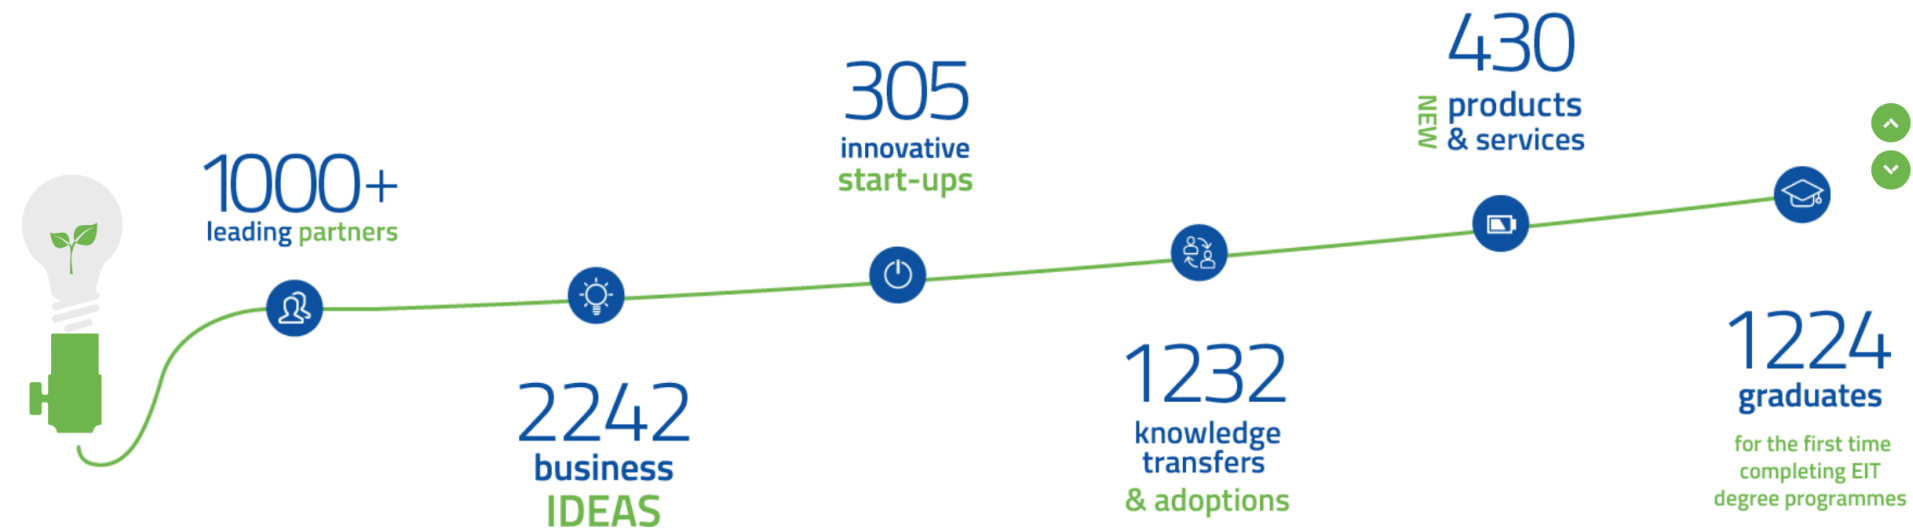 1000+
leading partners
2242
business
IDEAS
305
innovative
start-ups
1232
knowledge
transfers
& adoptions
430
NEW
products
& services
1224
graduates
for the first time
completing EIT
degree programmes